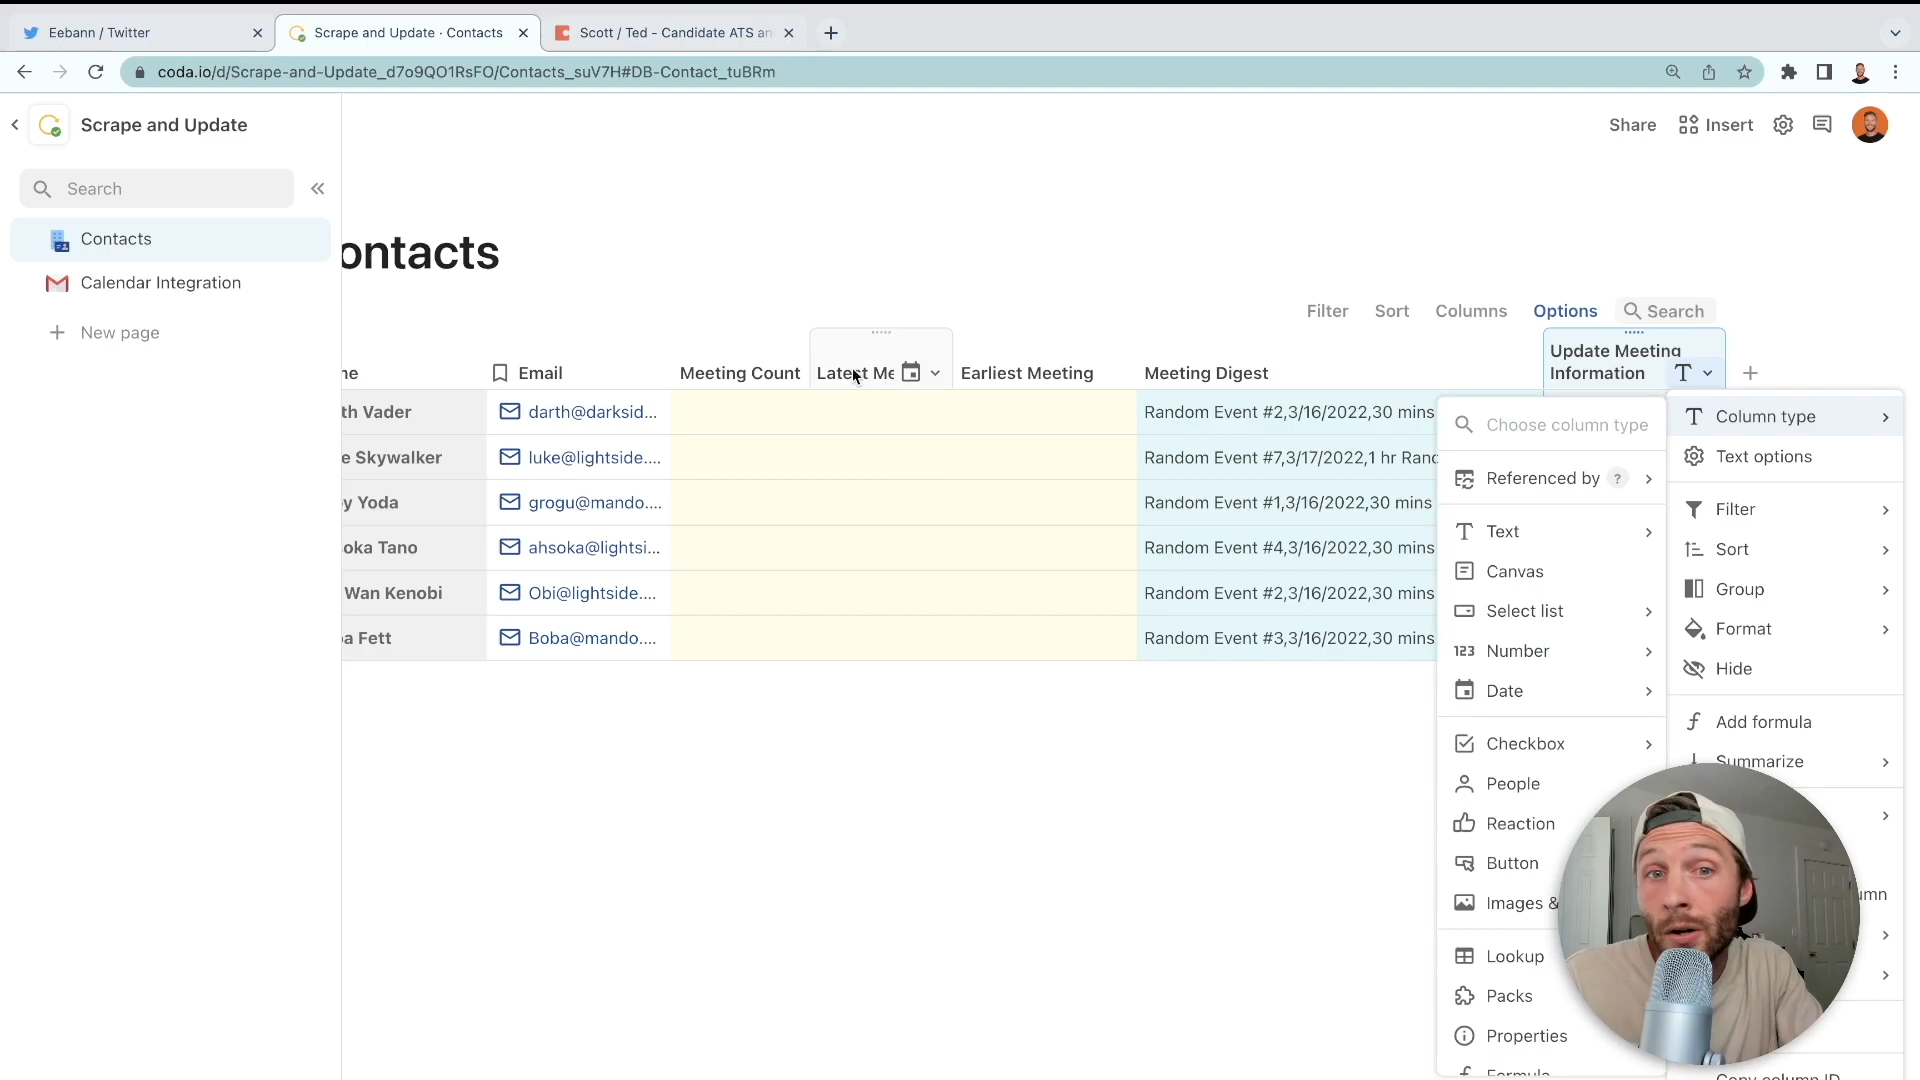 Eebann / Twitter
Scrape and Update · Contacts
Scott / Ted - Candidate ATS an
coda.io/d/Scrape-and-Update_d7o9QO1RsFO/Contacts_suV7H#DB-Contact_tuBRm
Scrape and Update
Share
Insert
Search
Contacts
Calendar Integration
New page
ontacts
Filter
Sort
Columns
Options
Search
ne
Email
Meeting Count
Latest Me
Earliest Meeting
Meeting Digest
Update Meeting
Information
th Vader
darth@darksid...
Random Event #2,3/16/2022,30 mins
e Skywalker
luke@lightside....
Random Event #7,3/17/2022,1 hr Rand
y Yoda
grogu@mando....
Random Event #1,3/16/2022,30 mins
oka Tano
ahsoka@lightsi...
Random Event #4,3/16/2022,30 mins
Wan Kenobi
Obi@lightside....
Random Event #2,3/16/2022,30 mins
a Fett
Boba@mando....
Random Event #3,3/16/2022,30 mins
Choose column type
Referenced by ?
Text
Canvas
Select list
123 Number
Date
Checkbox
People
Reaction
Button
Images &
Lookup
Packs
Properties
Formula
Column type
Text options
Filter
Sort
Group
Format
Hide
Add formula
Summarize
umn
Copy column ID